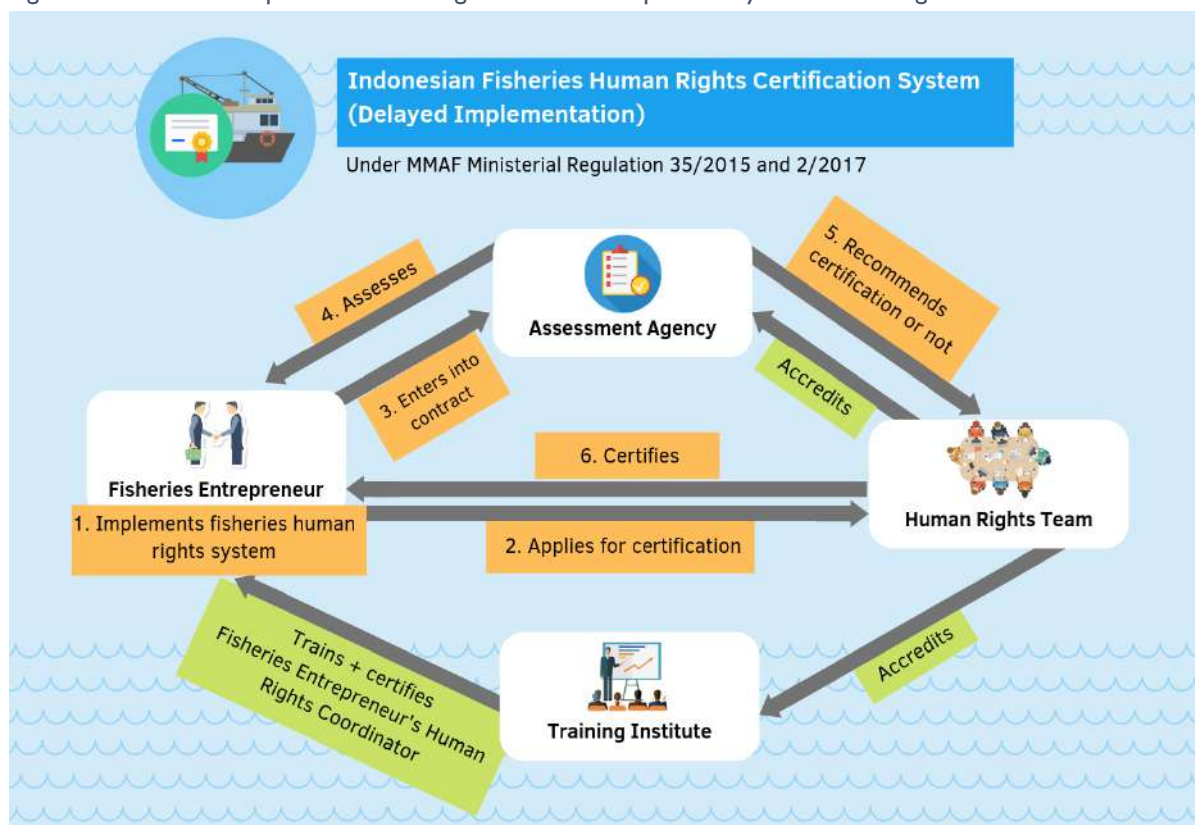 Indonesian Fisheries Human Rights Certification System
(Delayed Implementation)
Under MMAF Ministerial Regulation 35/2015 and 2/2017
5. Recommends
certification or not
4. Assesses
Assessment Agency
Accredits
3. Enters into
contract
6. Certifies
Fisheries Entrepreneur
Human Rights Team
1. Implements fisheries human
rights system
2. Applies for certification
Accredits
Trains + certifies
Fisheries Entrepreneur's Human
Rights Coordinator
Training Institute